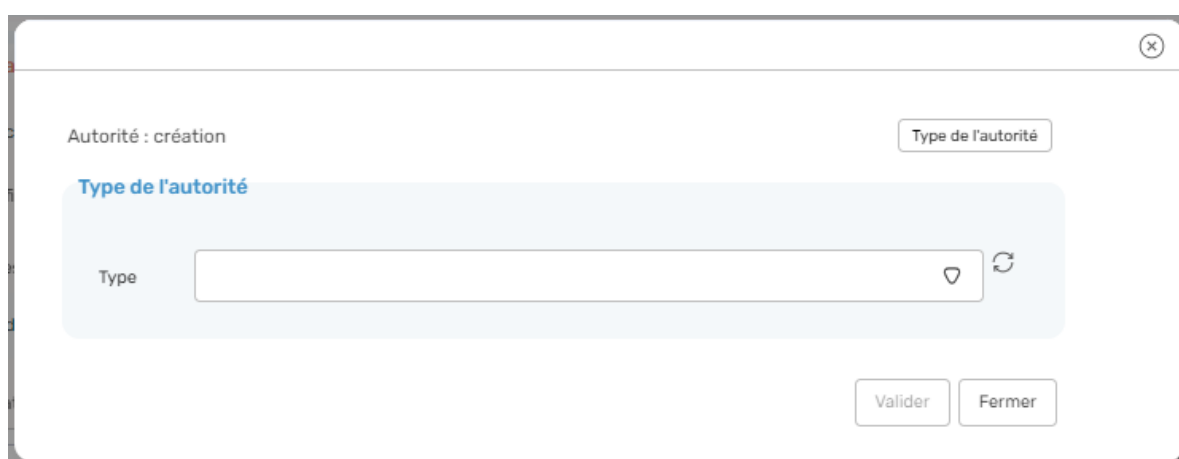 Autorité : création
Type de l'autorité
Type de l'autorité
Type
Valider
Fermer